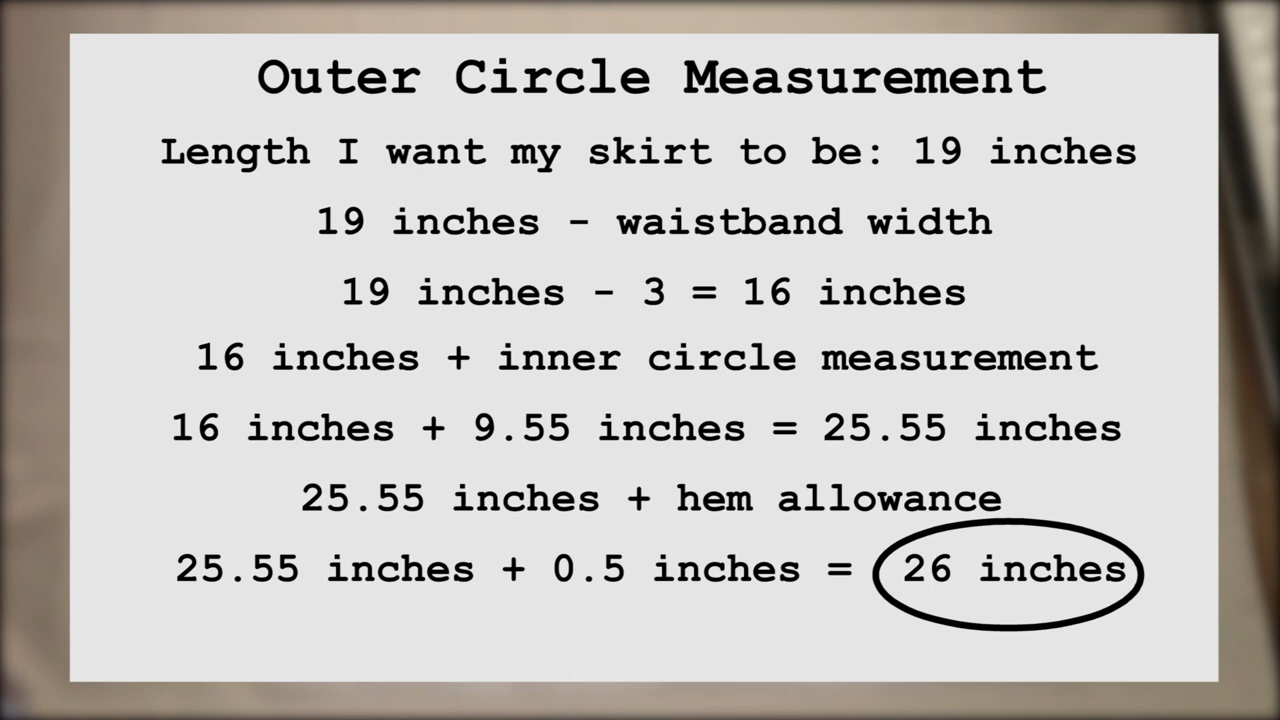 Outer Circle Measurement
Length I want my skirt to be: 19 inches
19 inches - waistband width
19 inches - 3 = 16 inches
16 inches + inner circle measurement
16 inches + 9.55 inches = 25.55 inches
25.55 inches + hem allowance
25.55 inches + 0.5 inches = 26 inches